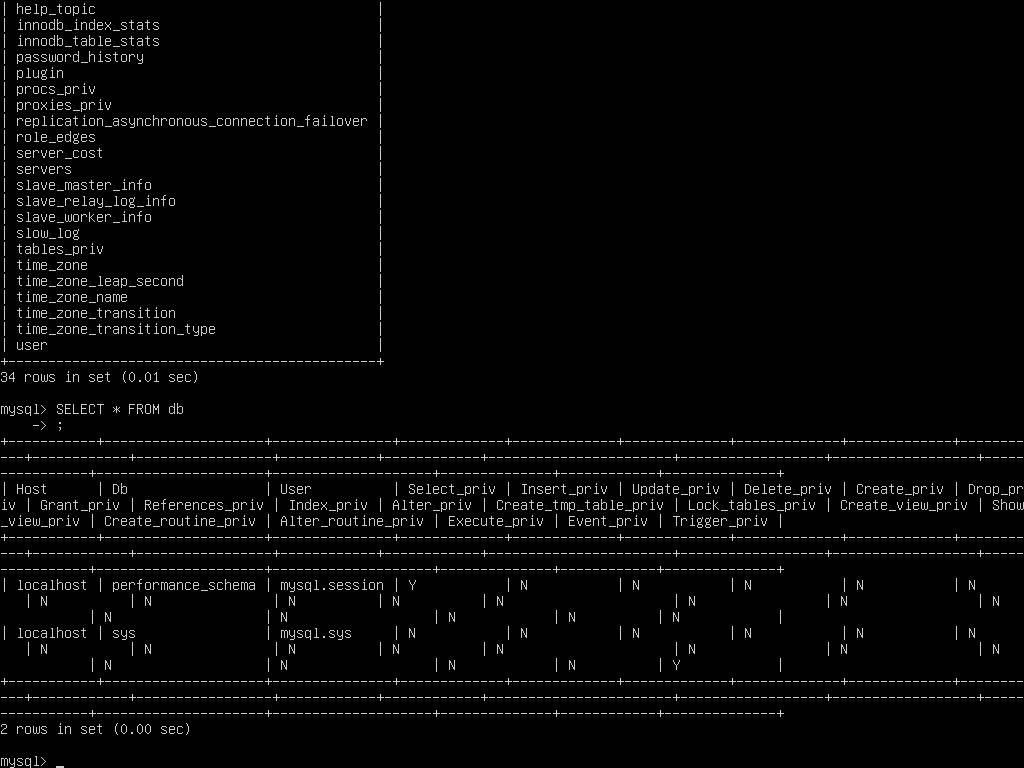 | help_topic |
| innodb_index_stats |
| innodb_table_stats |
| password_history |
| plugin |
| procs_priv |
| proxies_priv |
| replication_asynchronous_connection_failover |
| role_edges |
| server_cost |
| servers |
| slave_master_info |
| slave_relay_log_info |
| slave_worker_info |
| slow_log |
| tables_priv |
| time_zone |
| time_zone_leap_second |
| time_zone_name |
| time_zone_transition |
| time_zone_transition_type |
| user |
34 rows in set (0.01 sec)
mysql> SELECT * FROM db
-> ;
| Host | Db | User | Select_priv | Insert_priv | Update_priv | Delete_priv | Create_priv | Drop_pr
iv | Grant_priv | References_priv | Index_priv | Alter_priv | Create_tmp_table_priv | Lock_tables_priv | Create_view_priv | Show
_view_priv | Create_routine_priv | Alter_routine_priv | Execute_priv | Event_priv | Trigger_priv |
| localhost | performance_schema | mysql.session | Y | N | N | N | N | N
| N | N | N | N | N | N | N | N
| N | N | N | N | N |
| localhost | sys | mysql.sys | N | N | N | N | N | N
| N | N | N | N | N | N | N | N
| N | N | N | N | Y |
2 rows in set (0.00 sec)
mysql> _